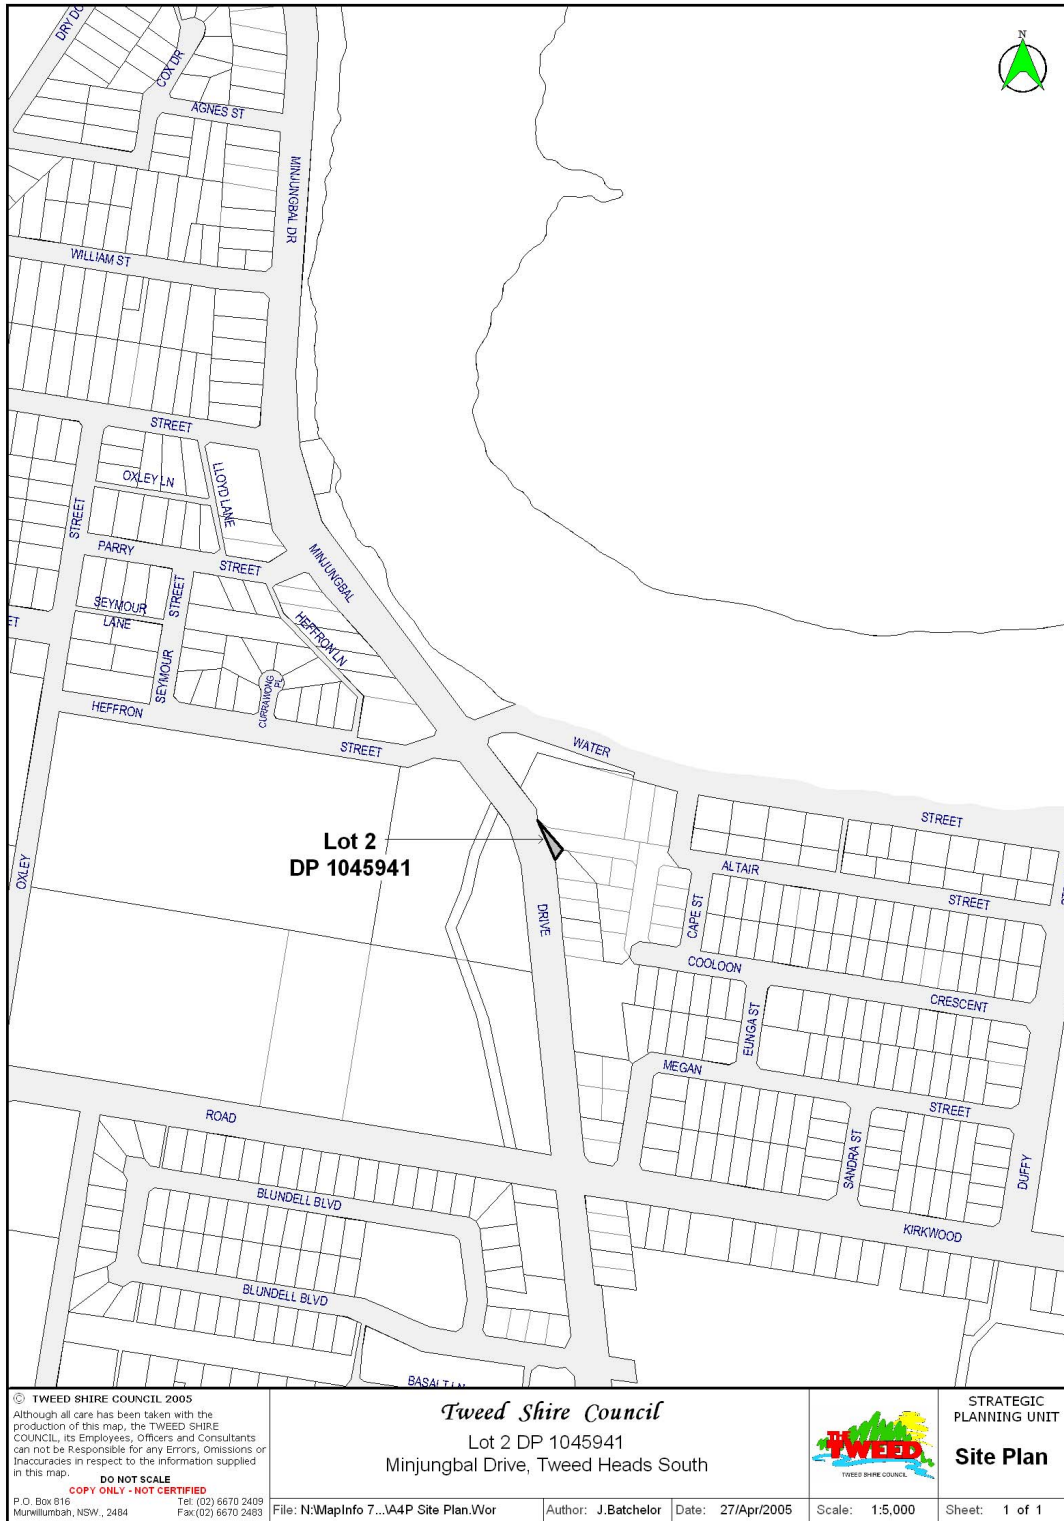 DRY DO
COX DR
AGNES ST
MINJUNGBAL DR
WILLIAM ST
STREET
OXLEY LN
LLOYD LANE
STREET
PARRY
STREET
MINJUNGBAL
SEYMOUR
LANE
STREET
ET
HEFFRON LN
SEYMOUR
CURRAWONG
PL
HEFFRON
STREET
WATER
STREET
Lot 2
DP 1045941
OXLEY
ALTAIR
STREET
DRIVE
CAPE ST
COOLOON
CRESCENT
EUNGA ST
MEGAN
STREET
ROAD
SANDRA ST
DUFFY
BLUNDELL BLVD
KIRKWOOD
BLUNDELL BLVD
BASALT LN
N
© TWEED SHIRE COUNCIL 2005
Although all care has been taken with the
production of this map, the TWEED SHIRE
COUNCIL, its Employees, Officers and Consultants
can not be Responsible for any Errors, Omissions or
Inaccuracies in respect to the information supplied
in this map.
DO NOT SCALE
COPY ONLY - NOT CERTIFIED
P.O. Box 816 Tel: (02) 6670 2409
Murwillumbah, NSW., 2484 Fax:(02) 6670 2483
Tweed Shire Council
Lot 2 DP 1045941
Minjungbal Drive, Tweed Heads South
File: N:\MapInfo 7...\A4P Site Plan.Wor Author: J.Batchelor Date: 27/Apr/2005 Scale: 1:5,000 Sheet: 1 of 1
THE
TWEED
TWEED SHIRE COUNCIL
STRATEGIC
PLANNING UNIT
Site Plan